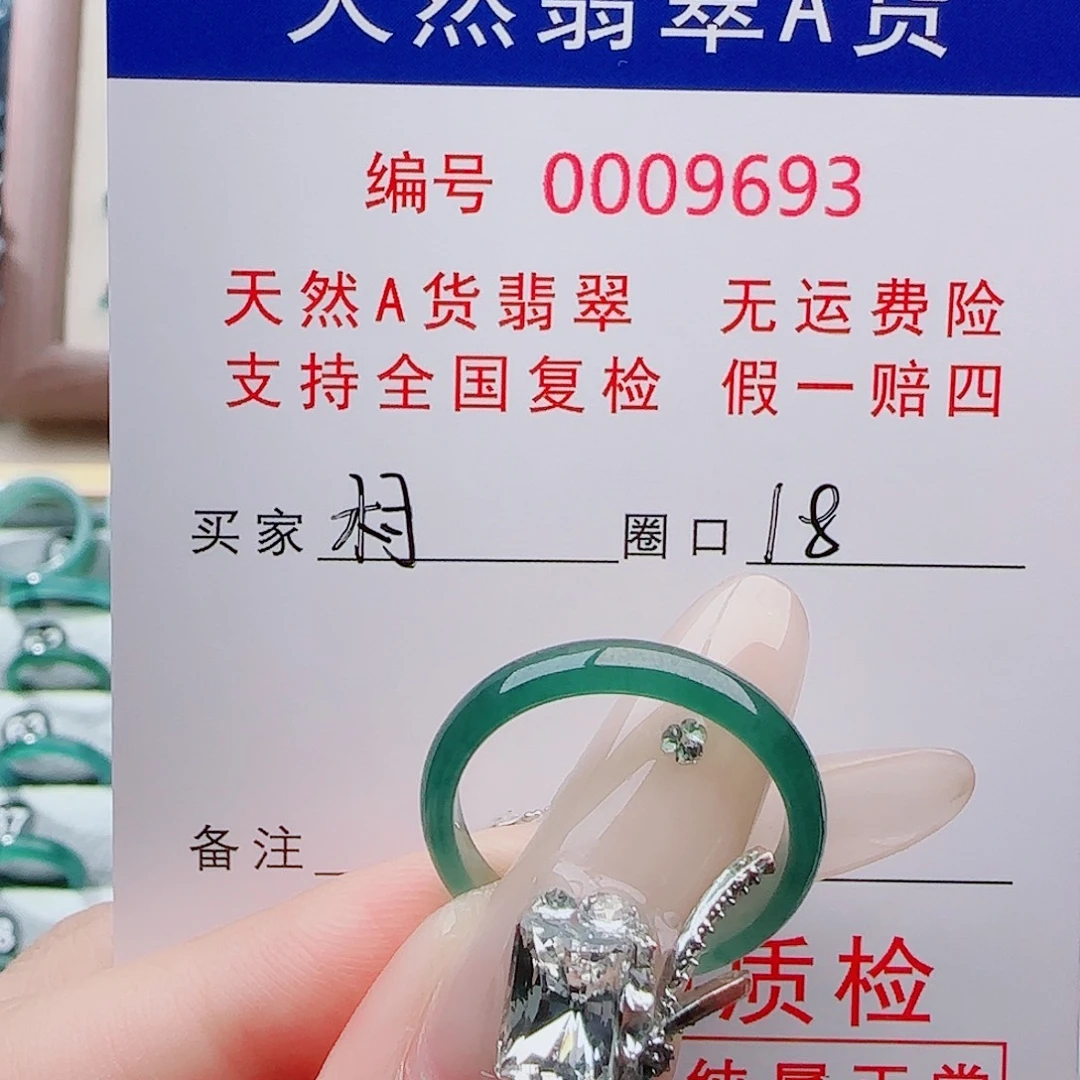 天然翡翠A货
编号 0009693
天然A货翡翠 无运费险
支持全国复检 假一赔四
买家 圈口 18
备注
质检